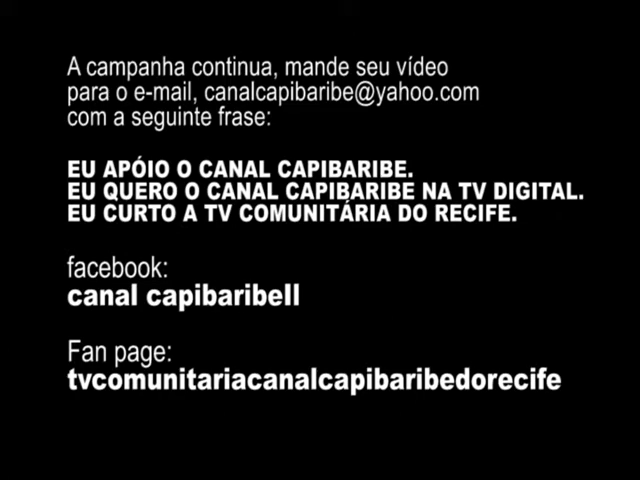 A campanha continua, mande seu vídeo
para o e-mail, canalcapibaribe@yahoo.com
com a seguinte frase:
EU APÓIO O CANAL CAPIBARIBE.
EU QUERO O CANAL CAPIBARIBE NA TV DIGITAL.
EU CURTO A TV COMUNITÁRIA DO RECIFE.
facebook:
canal capibaribell
Fan page:
tvcomunitariacanalcapibaribedorecife